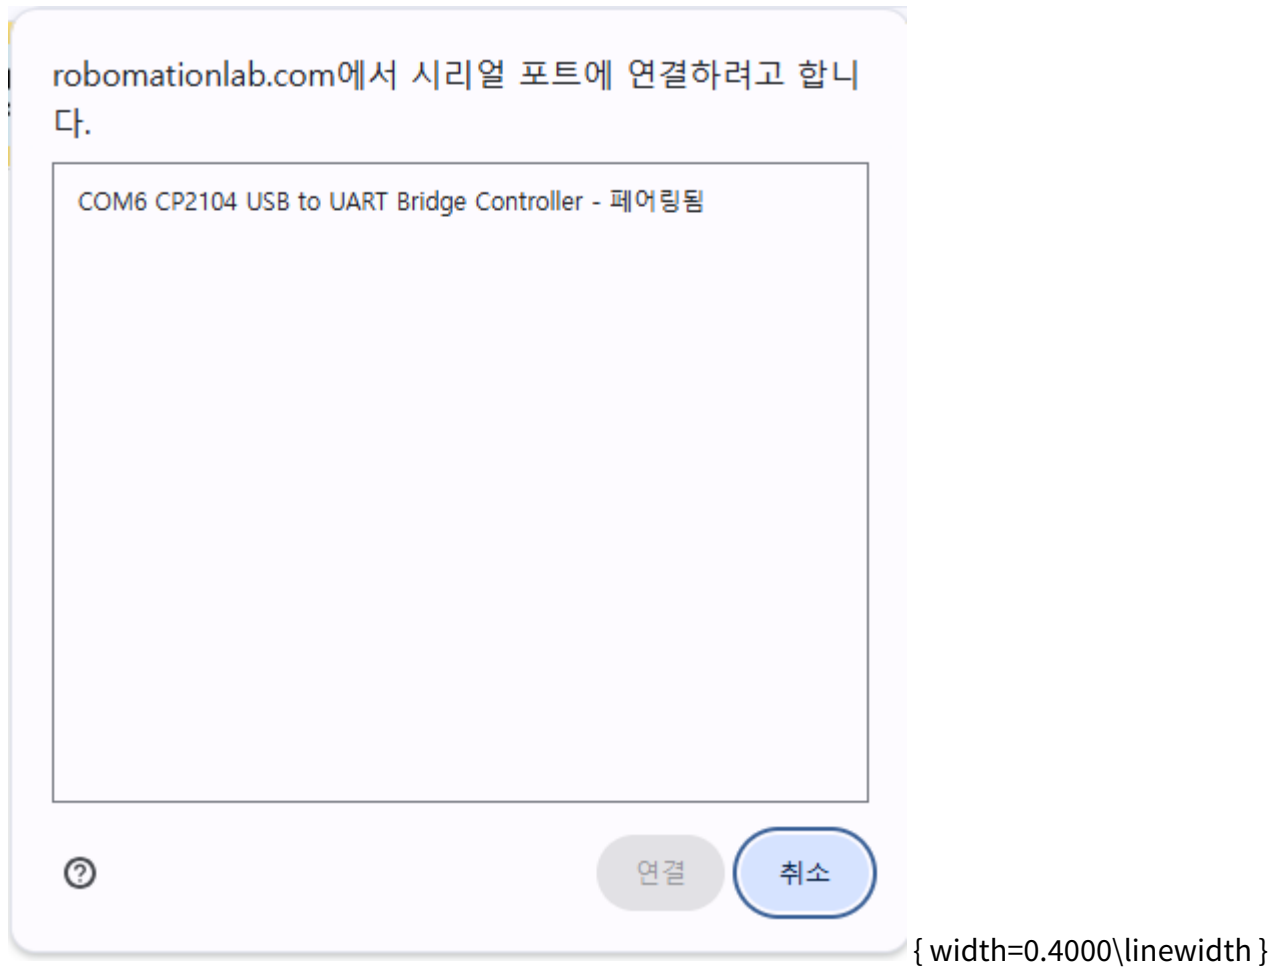 robomationlab.com에서 시리얼 포트에 연결하려고 합니
다.
COM6 CP2104 USB to UART Bridge Controller - 페어링됨
연결
취소
{ width=0.4000\linewidth }